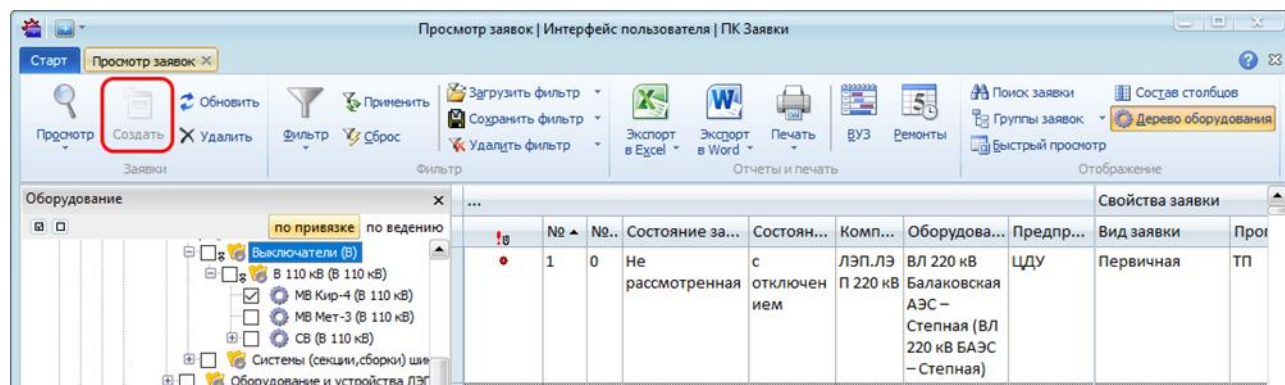 Просмотр заявок | Интерфейс пользователя | ПК Заявки
Старт Просмотр заявок
Просмотр Создать Обновить Удалить
Фильтр Применить Сброс
Загрузить фильтр
Сохранить фильтр
Удалить фильтр
Экспорт в Excel Экспорт в Word Печать
ВУЗ Ремонты
Поиск заявки Состав столбцов
Группы заявок Дерево оборудования
Быстрый просмотр
Заявки Фильтр Отчеты и печать Отображение
Оборудование ... Свойства заявки
по привязке по ведению
№ №.. Состояние за... Состоян... Комп... Оборудова... Предпр... Вид заявки
Выключатели (В)
В 110 кВ (В 110 кВ)
МВ Кир-4 (В 110 кВ)
МВ Мет-3 (В 110 кВ)
СВ (В 110 кВ)
Системы (секции,сборки)
Оборудование и устройства ЛЭП
1 0 Не с ЛЭП.ЛЭ ВЛ 220 кВ ЦДУ Первичная ТП
рассмотренная отключен П 220 кВ Балаковская
ием АЭС –
Степная (ВЛ
220 кВ БАЭС
– Степная)